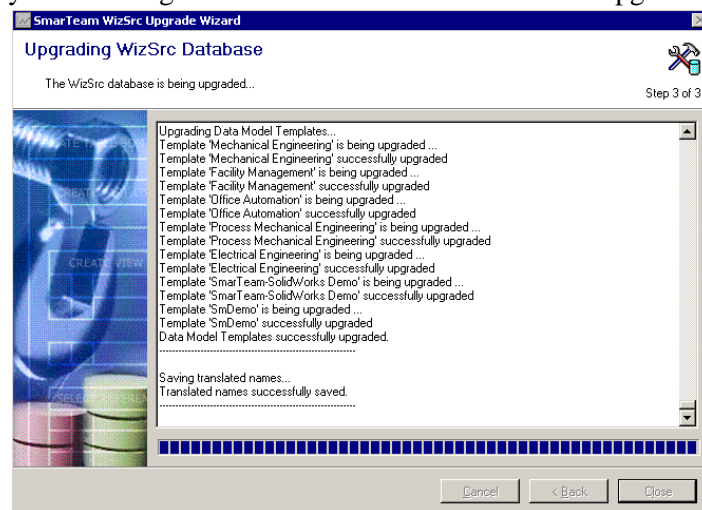 SmarTeam WizSrc Upgrade Wizard
Upgrading WizSrc Database
The WizSrc database is being upgraded...
Step 3 of 3
Upgrading Data Model Templates...
Template 'Mechanical Engineering' is being upgraded ...
Template 'Mechanical Engineering' successfully upgraded
Template 'Facility Management' is being upgraded ...
Template 'Facility Management' successfully upgraded
Template 'Office Automation' is being upgraded ...
Template 'Office Automation' successfully upgraded
Template 'Process Mechanical Engineering' is being upgraded ...
Template 'Process Mechanical Engineering' successfully upgraded
Template 'Electrical Engineering' is being upgraded ...
Template 'Electrical Engineering' successfully upgraded
Template 'SmarTeam-SolidWorks Demo' is being upgraded ...
Template 'SmarTeam-SolidWorks Demo' successfully upgraded
Template 'SmDemo' is being upgraded ...
Template 'SmDemo' successfully upgraded
Data Model Templates successfully upgraded.
Saving translated names...
Translated names successfully saved.
CREATE VIEW
Cancel
< Back
Close